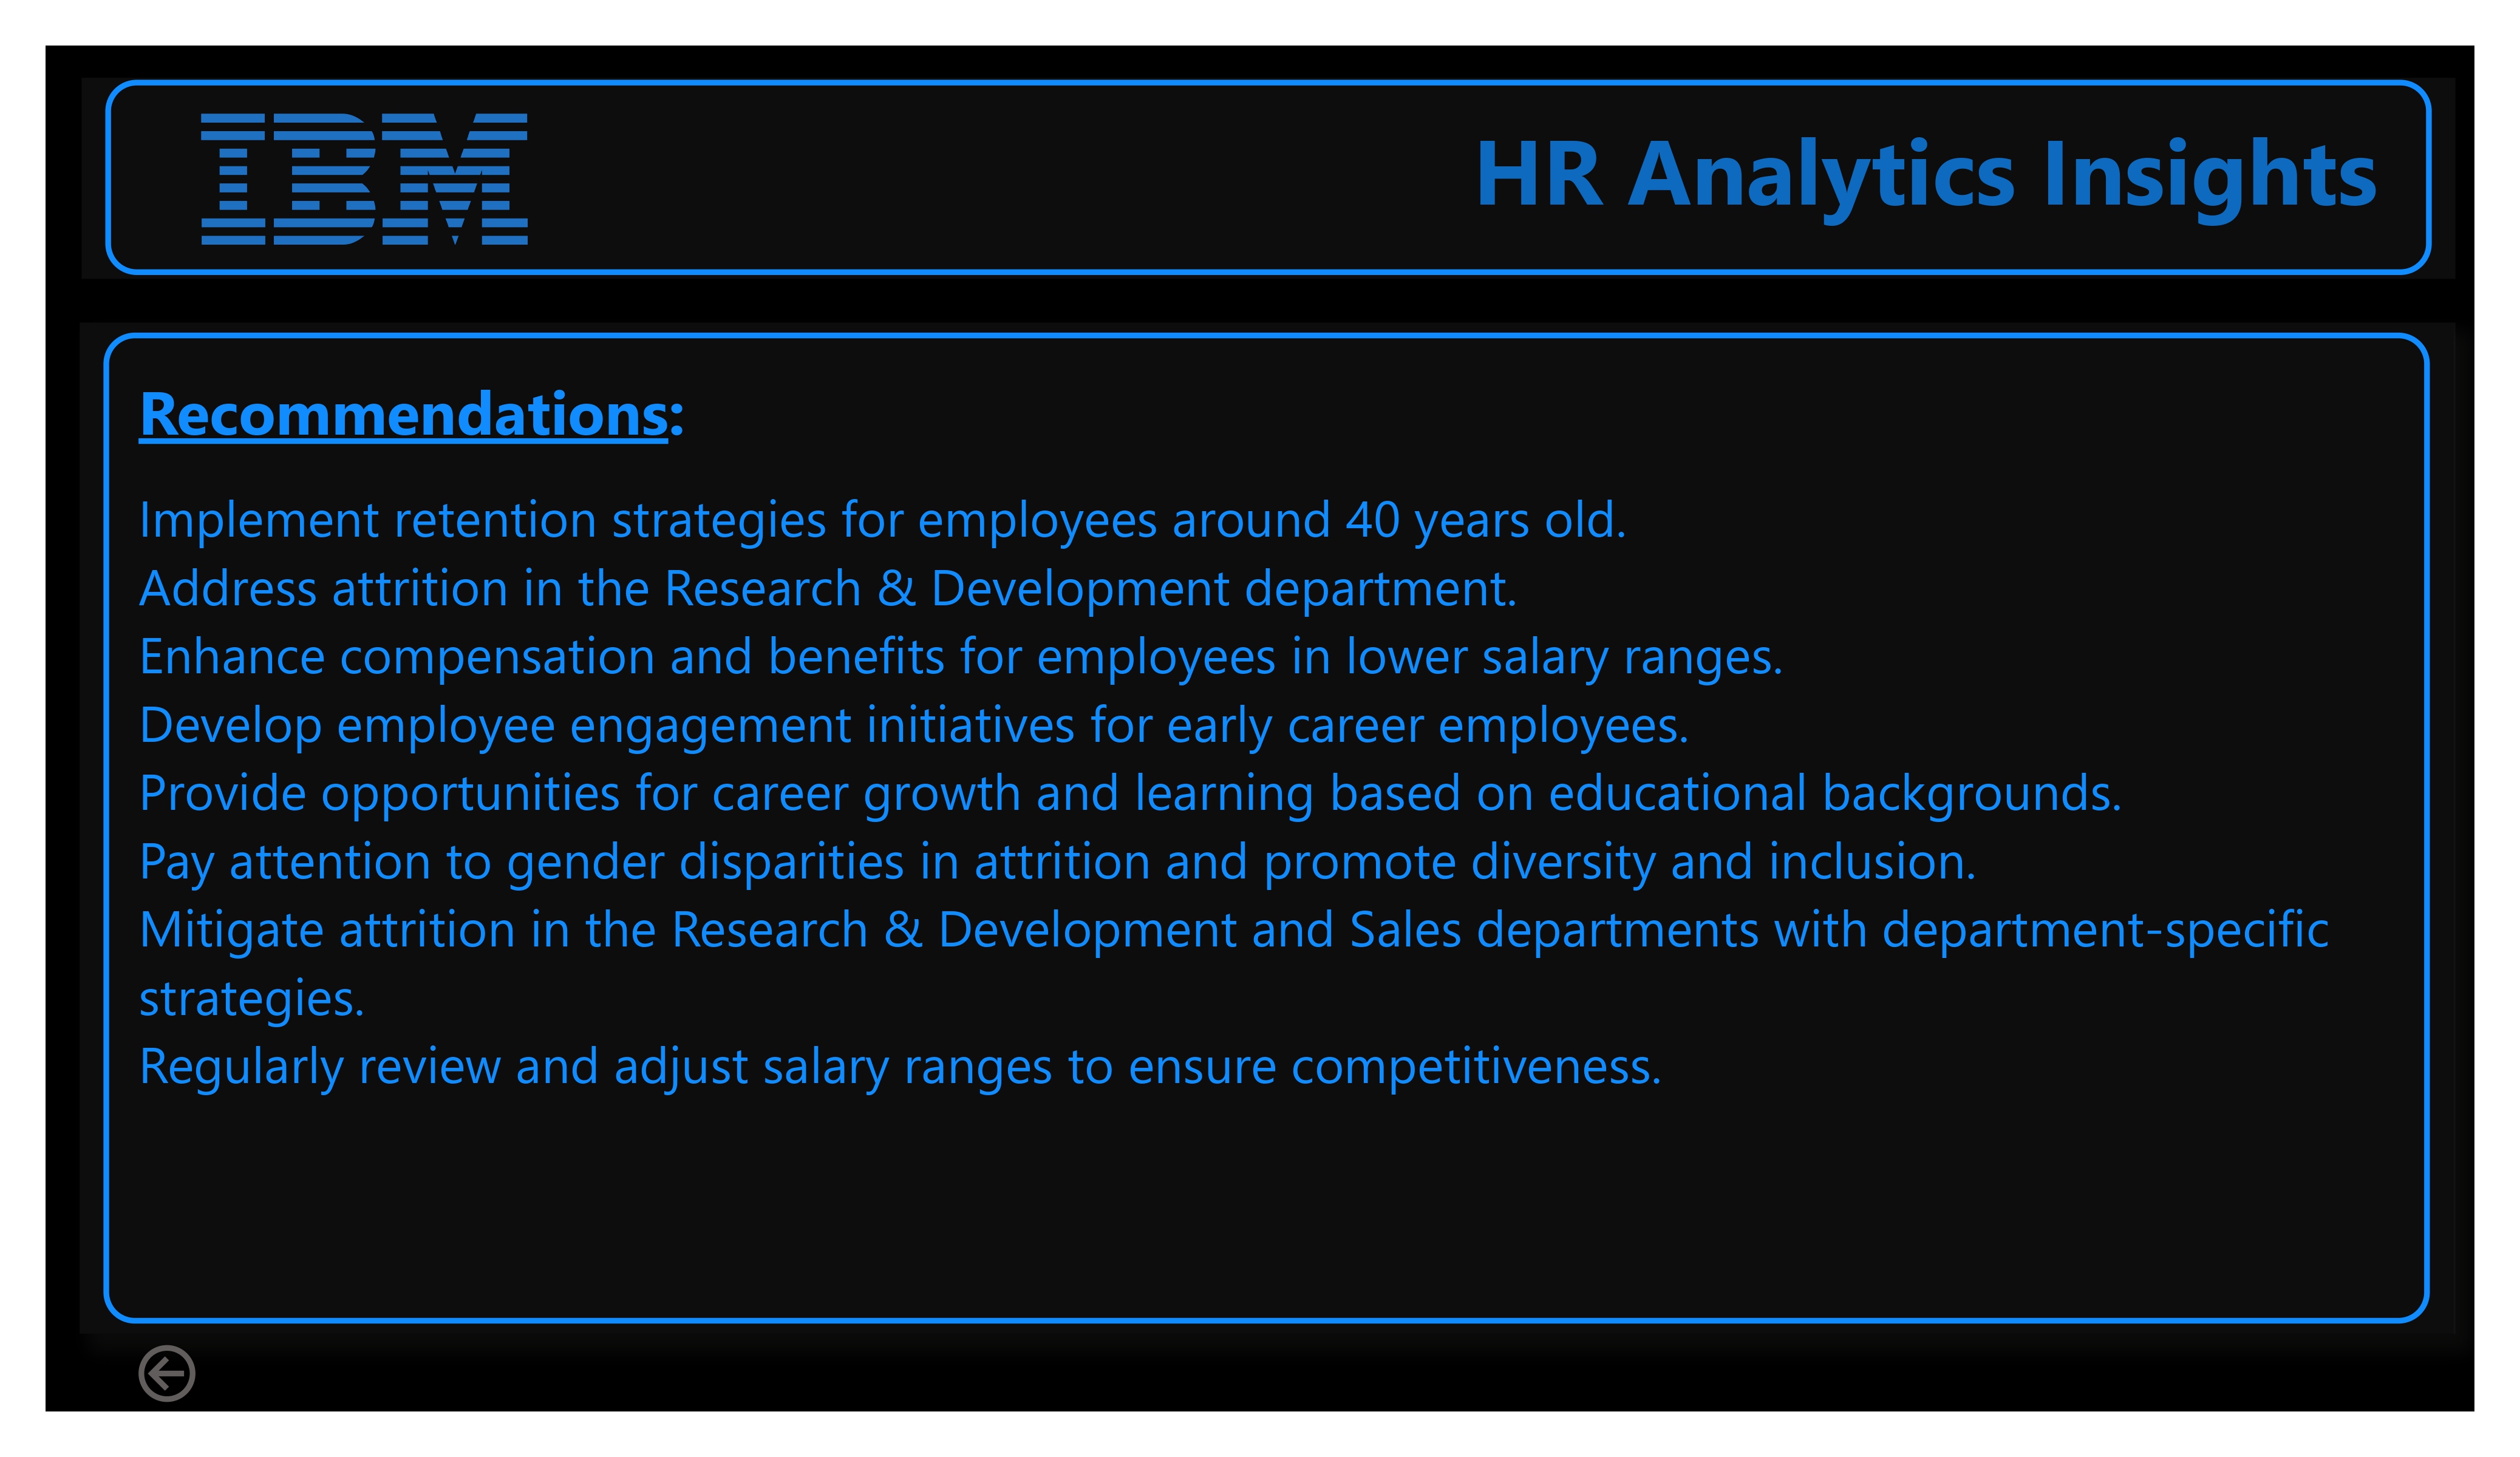 IBM
HR Analytics Insights
Recommendations:
Implement retention strategies for employees around 40 years old.
Address attrition in the Research & Development department.
Enhance compensation and benefits for employees in lower salary ranges.
Develop employee engagement initiatives for early career employees.
Provide opportunities for career growth and learning based on educational backgrounds.
Pay attention to gender disparities in attrition and promote diversity and inclusion.
Mitigate attrition in the Research & Development and Sales departments with department-specific
strategies.
Regularly review and adjust salary ranges to ensure competitiveness.